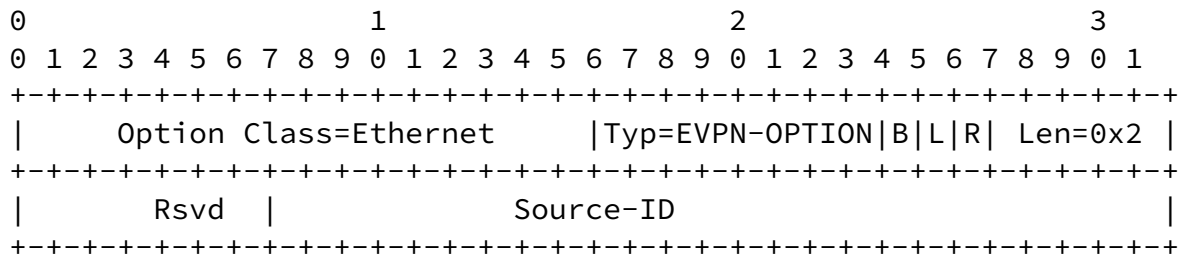 0                   1                   2                   3
0 1 2 3 4 5 6 7 8 9 0 1 2 3 4 5 6 7 8 9 0 1 2 3 4 5 6 7 8 9 0 1
+-+-+-+-+-+-+-+-+-+-+-+-+-+-+-+-+-+-+-+-+-+-+-+-+-+-+-+-+-+-+-+-+
|     Option Class=Ethernet     |Typ=EVPN-OPTION|B|L|R| Len=0x2 |
+-+-+-+-+-+-+-+-+-+-+-+-+-+-+-+-+-+-+-+-+-+-+-+-+-+-+-+-+-+-+-+-+
|       Rsvd  |             Source-ID                           |
+-+-+-+-+-+-+-+-+-+-+-+-+-+-+-+-+-+-+-+-+-+-+-+-+-+-+-+-+-+-+-+-+